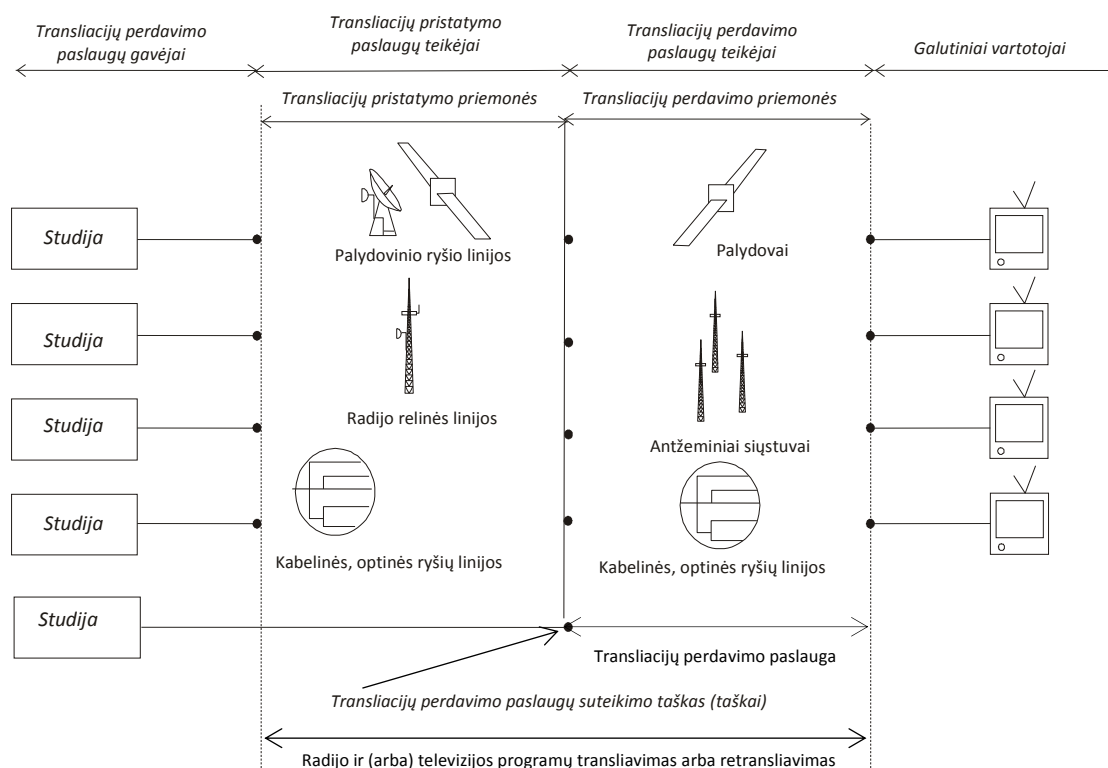 Transliacijų perdavimo
paslaugų gavėjai
Transliacijų pristatymo
paslaugų teikėjai
Transliacijų perdavimo
paslaugų teikėjai
Galutiniai vartotojai
Transliacijų pristatymo priemonės
Transliacijų perdavimo priemonės
Studija
Palydovinio ryšio linijos
Palydovai
Studija
Radijo relinės linijos
Antžeminiai siųstuvai
Studija
Studija
Kabelinės, optinės ryšių linijos
Kabelinės, optinės ryšių linijos
Studija
Transliacijų perdavimo paslauga
Transliacijų perdavimo paslaugų suteikimo taškas (taškai)
Radijo ir (arba) televizijos programų transliavimas arba retransliavimas